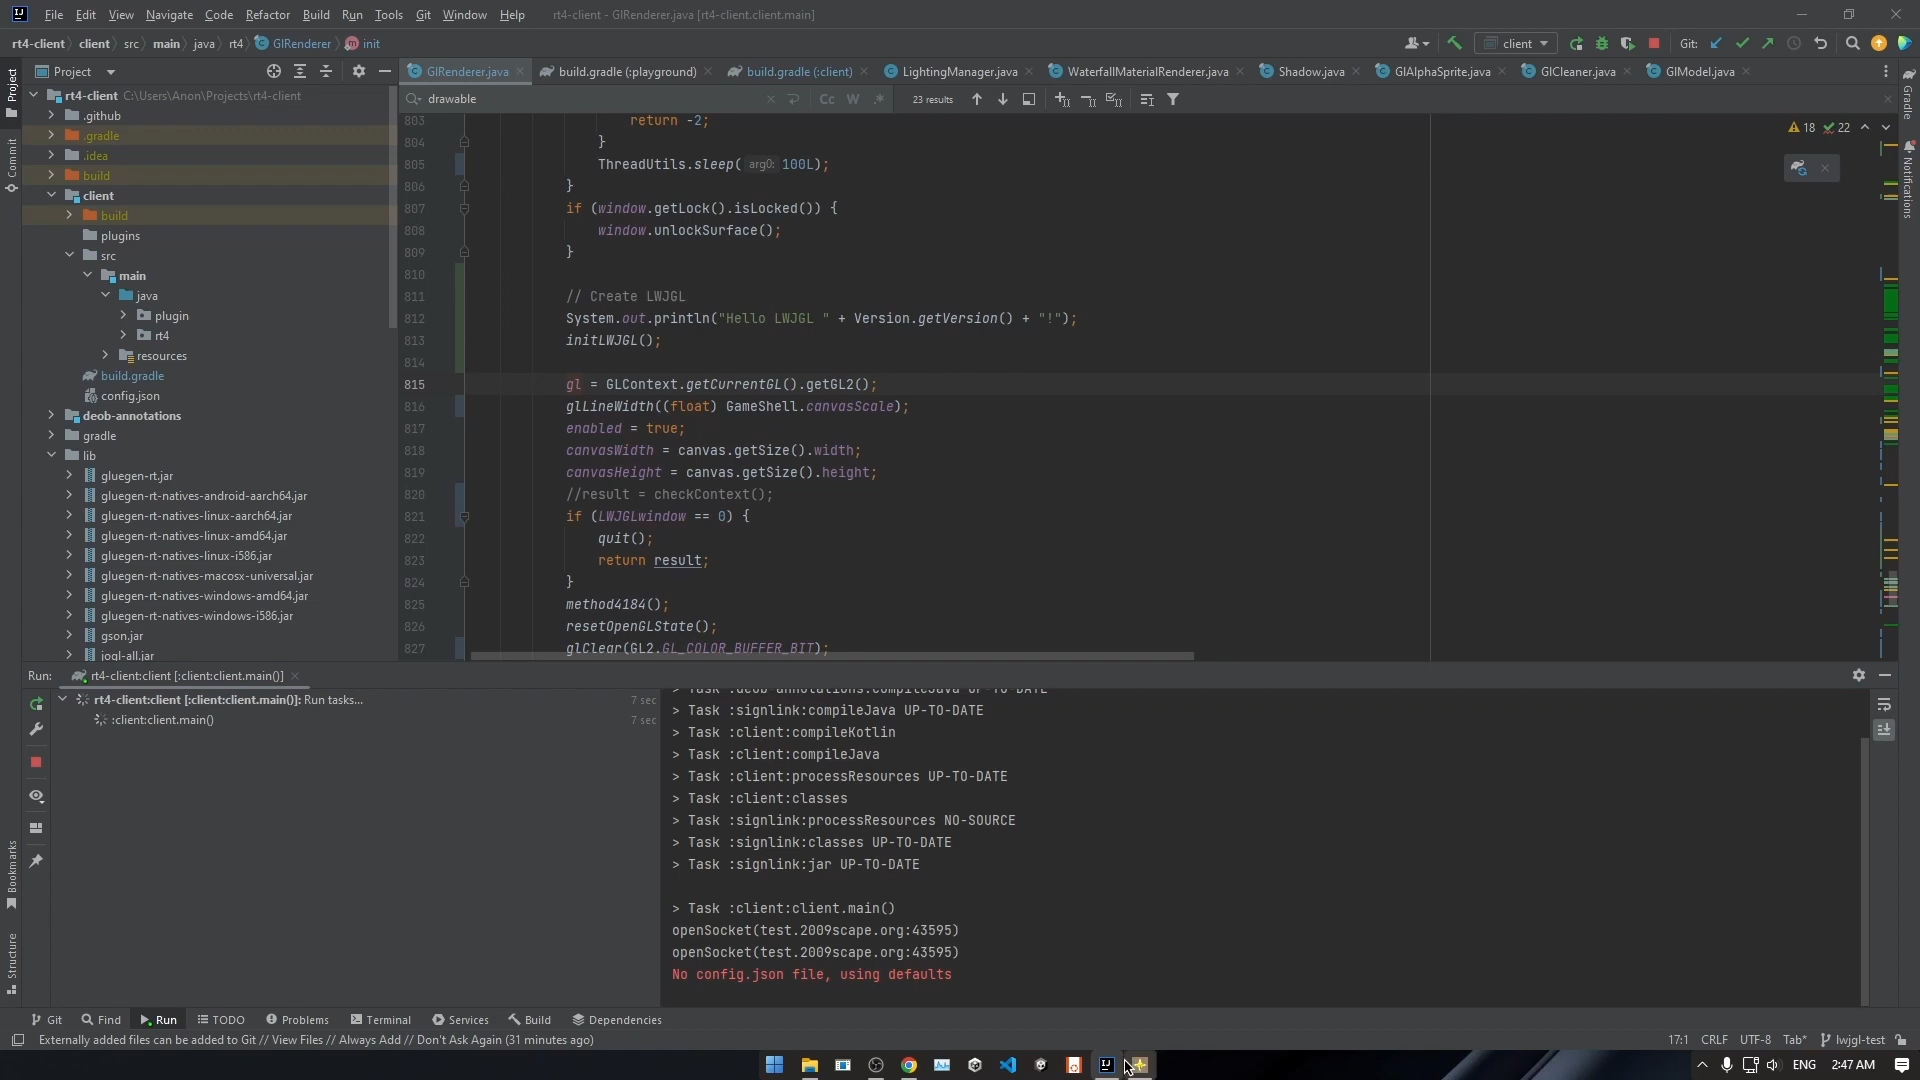 File Edit View Navigate Code Refactor Build Run Tools Git Window Help rt4-client - GlRenderer.java [rt4-client.client.main]
rt4-client client src main java rt4 GlRenderer init
client Git:
Project
GlRenderer.java build.gradle (:playground) build.gradle (:client) LightingManager.java WaterfallMaterialRenderer.java Shadow.java GlAlphaSprite.java GlCleaner.java GlModel.java
drawable Cc W .* 23 results
18 22
Project
Commit
Bookmarks
Structure
Gradle
Notifications
rt4-client C:\Users\Anon\Projects\rt4-client
.github
.gradle
.idea
build
client
build
plugins
src
main
java
plugin
rt4
resources
build.gradle
config.json
deob-annotations
gradle
lib
gluegen-rt.jar
gluegen-rt-natives-android-aarch64.jar
gluegen-rt-natives-linux-aarch64.jar
gluegen-rt-natives-linux-amd64.jar
gluegen-rt-natives-linux-i586.jar
gluegen-rt-natives-macosx-universal.jar
gluegen-rt-natives-windows-amd64.jar
gluegen-rt-natives-windows-i586.jar
gson.jar
jogl-all.jar
803 return -2;
804 }
805 ThreadUtils.sleep( arg0: 100L);
806 }
807 if (window.getLock().isLocked()) {
808 window.unlockSurface();
809 }
810
811 // Create LWJGL
812 System.out.println("Hello LWJGL " + Version.getVersion() + "!");
813 initLWJGL();
814
815 gl = GLContext.getCurrentGL().getGL2();
816 glLineWidth((float) GameShell.canvasScale);
817 enabled = true;
818 canvasWidth = canvas.getSize().width;
819 canvasHeight = canvas.getSize().height;
820 //result = checkContext();
821 if (LWJGLwindow == 0) {
822 quit();
823 return result;
824 }
825 method4184();
826 resetOpenGLState();
827 glClear(GL2.GL_COLOR_BUFFER_BIT);
Run: rt4-client:client [:client:client.main()]
rt4-client:client [:client:client.main()]: Run tasks... 7 sec
:client:client.main() 7 sec
> Task :deob-annotations:compileJava UP-TO-DATE
> Task :signlink:compileJava UP-TO-DATE
> Task :client:compileKotlin
> Task :client:compileJava
> Task :client:processResources UP-TO-DATE
> Task :client:classes
> Task :signlink:processResources NO-SOURCE
> Task :signlink:classes UP-TO-DATE
> Task :signlink:jar UP-TO-DATE
> Task :client:client.main()
openSocket(test.2009scape.org:43595)
openSocket(test.2009scape.org:43595)
No config.json file, using defaults
Git Find Run TODO Problems Terminal Services Build Dependencies
Externally added files can be added to Git // View Files // Always Add // Don't Ask Again (31 minutes ago) 17:1 CRLF UTF-8 Tab* lwjgl-test
ENG 2:47 AM